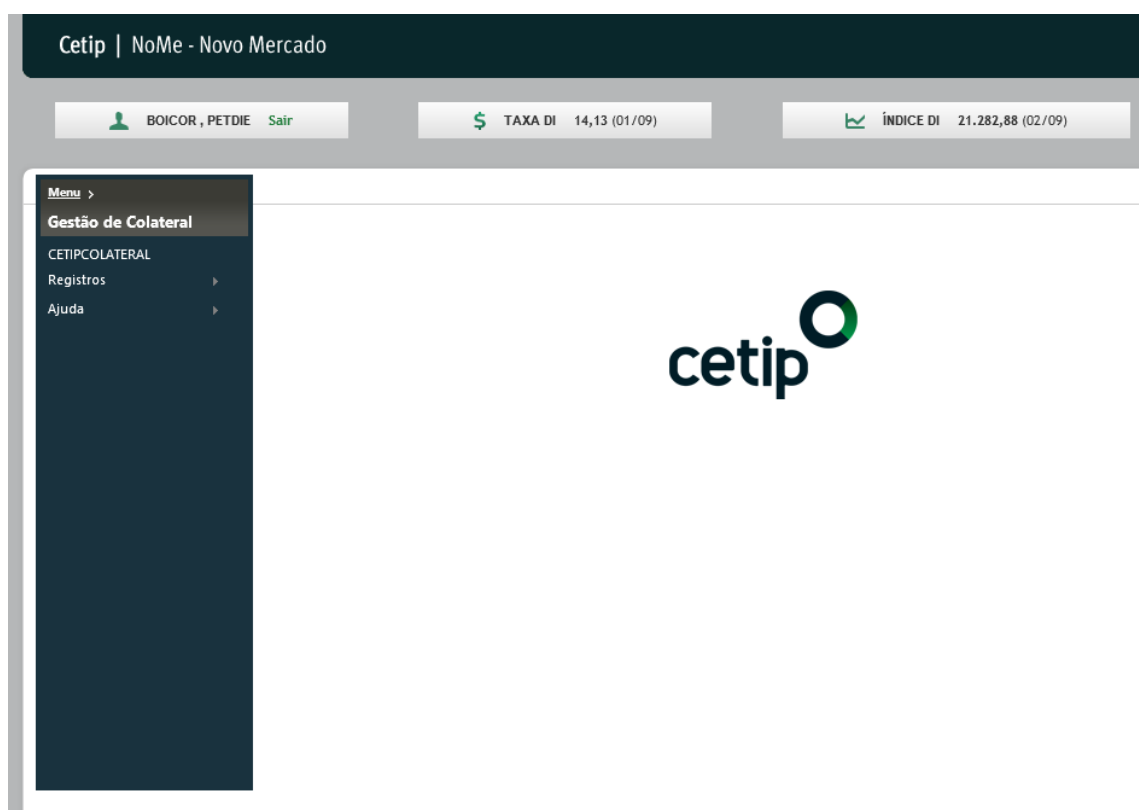 Cetip | NoMe - Novo Mercado
BOICOR , PETDIE Sair
$ TAXA DI 14,13 (01/09)
ÍNDICE DI 21.282,88 (02/09)
Menu >
Gestão de Colateral
CETIPCOLATERAL
Registros
Ajuda
cetip